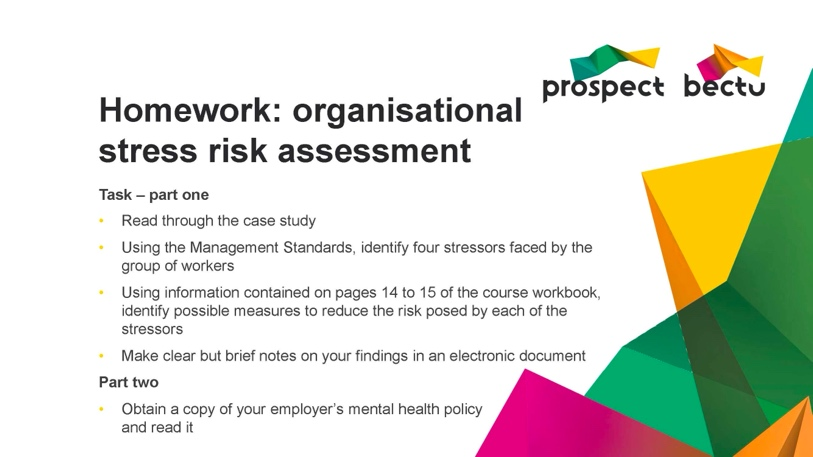 prospect bectu
Homework: organisational
stress risk assessment
Task – part one
• Read through the case study
• Using the Management Standards, identify four stressors faced by the
group of workers
• Using information contained on pages 14 to 15 of the course workbook,
identify possible measures to reduce the risk posed by each of the
stressors
• Make clear but brief notes on your findings in an electronic document
Part two
• Obtain a copy of your employer’s mental health policy
and read it